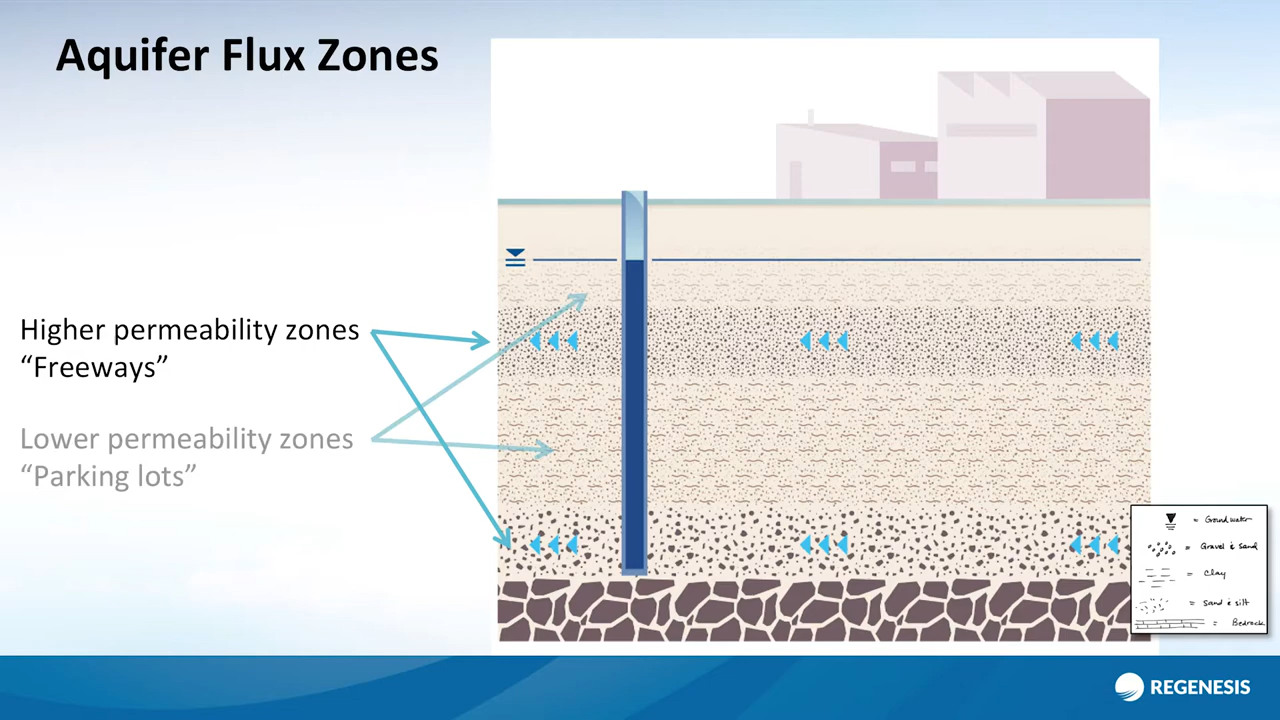 Aquifer Flux Zones
Higher permeability zones
“Freeways”
Lower permeability zones
“Parking lots”
= Groundwater
= Gravel & Sand
= Clay
= Sand & silt
= Bedrock
REGENESIS